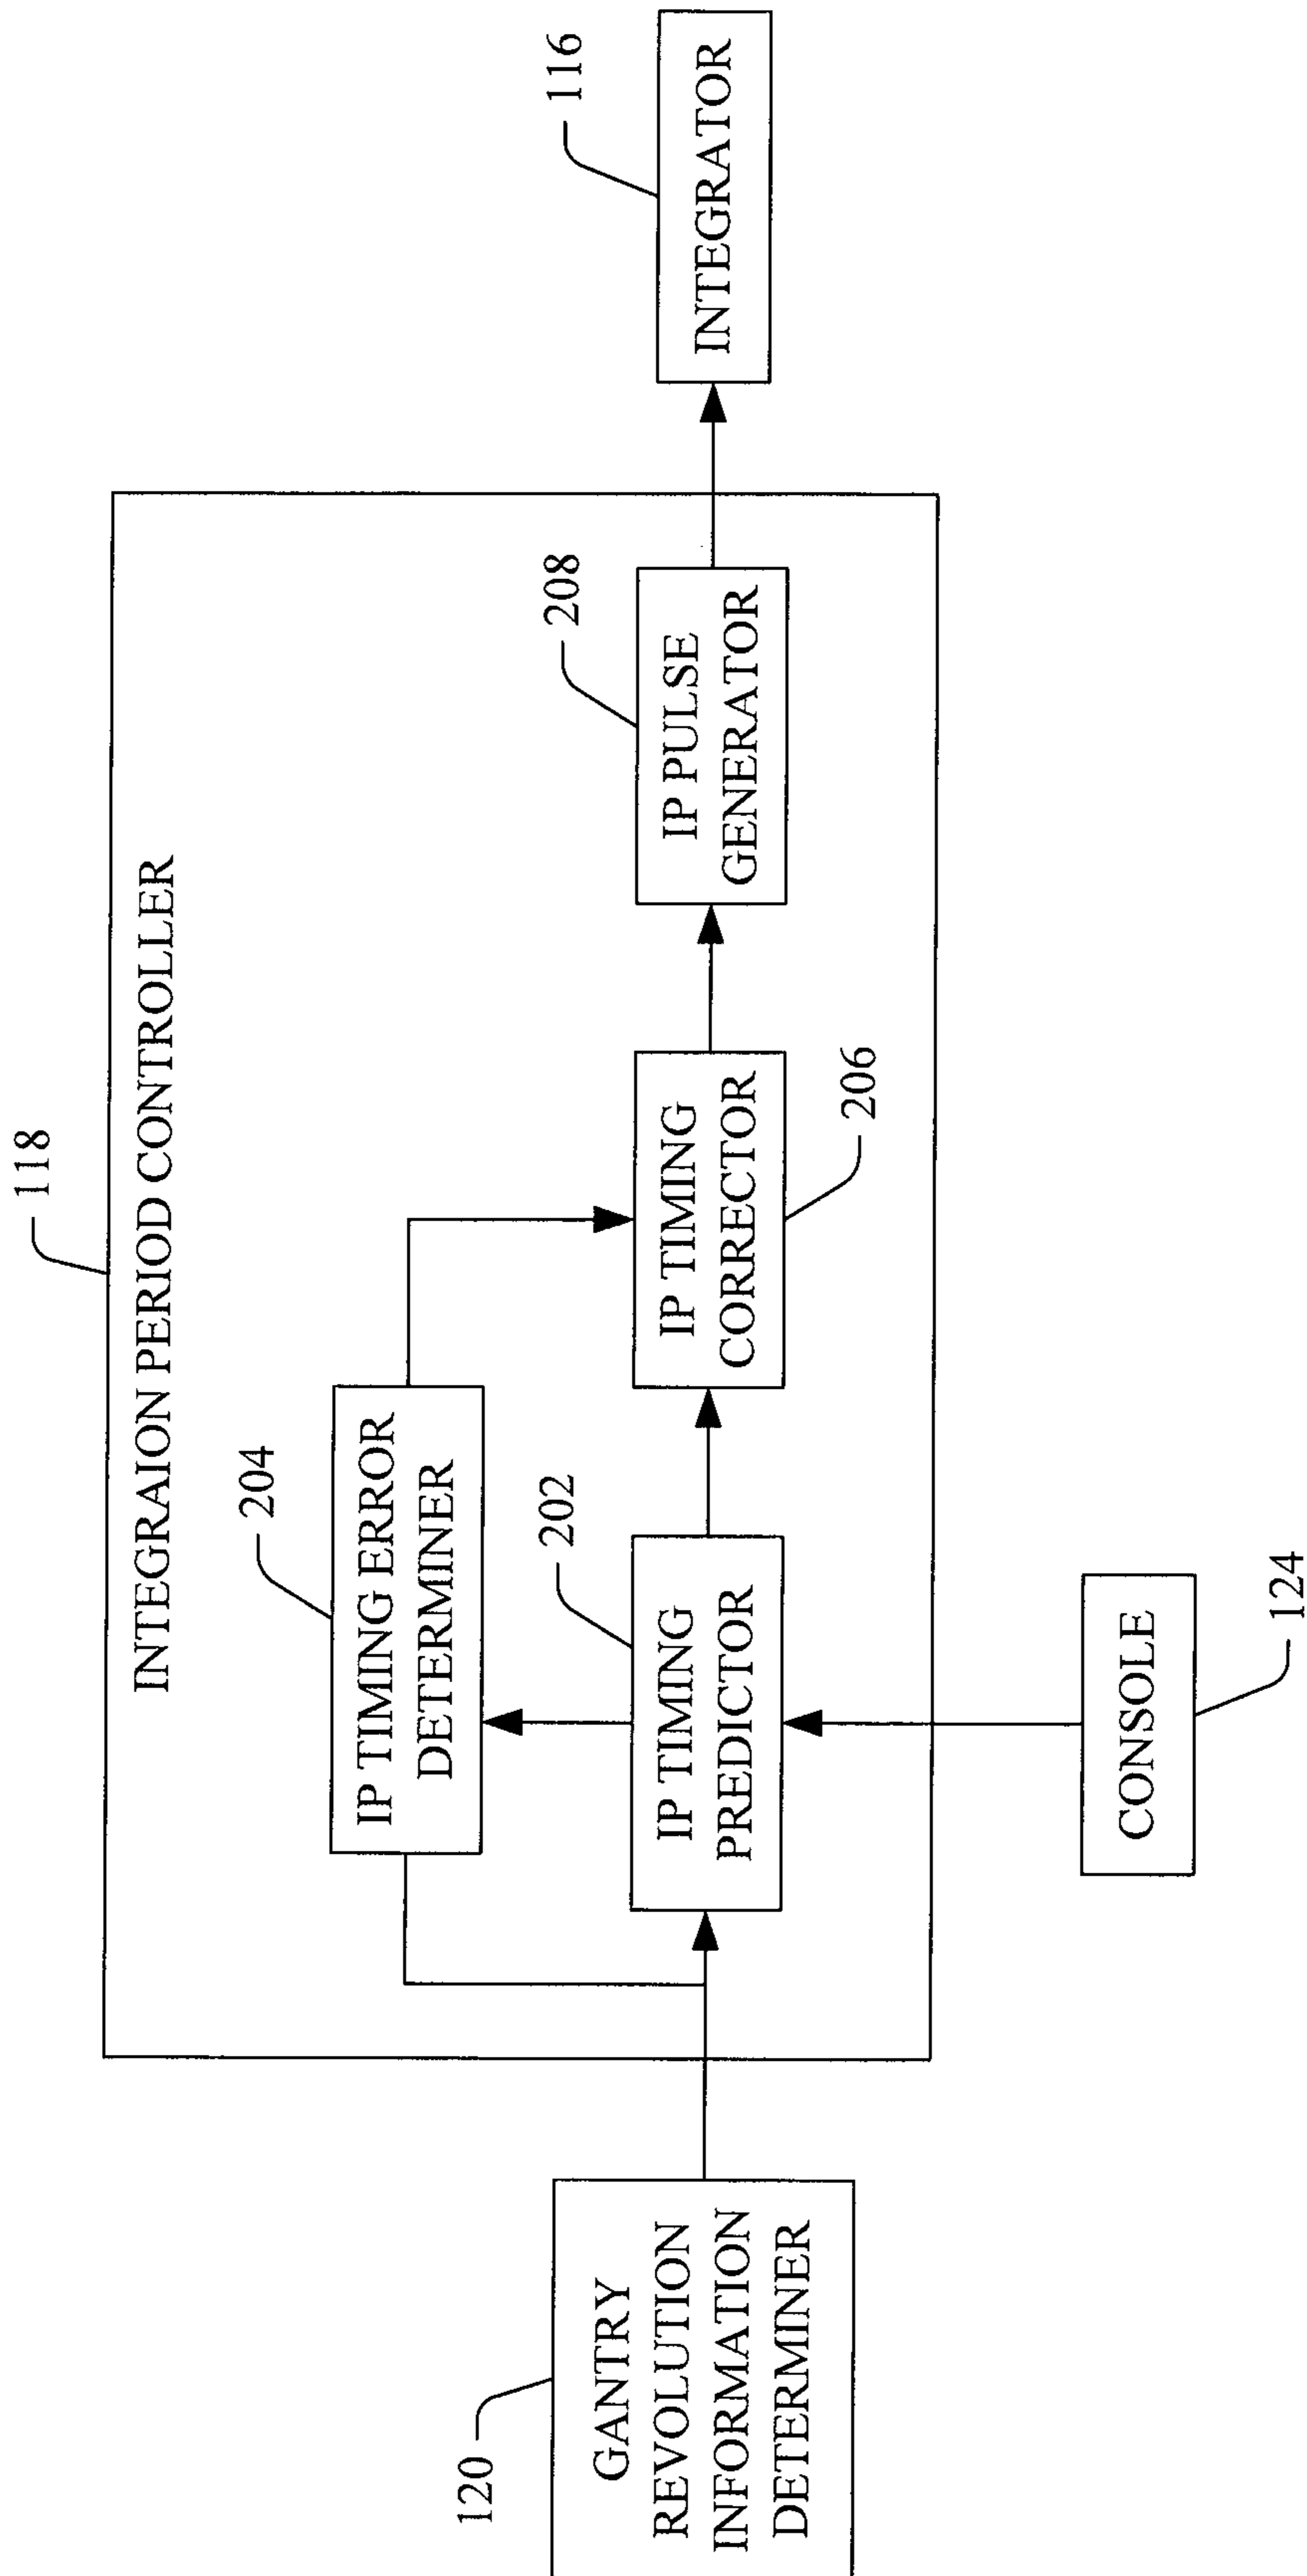 118
INTEGRAION PERIOD CONTROLLER
120
GANTRY
REVOLUTION
INFORMATION
DETERMINER
204
IP TIMING ERROR
DETERMINER
202
IP TIMING
PREDICTOR
IP TIMING
CORRECTOR
206
208
IP PULSE
GENERATOR
116
INTEGRATOR
CONSOLE
124